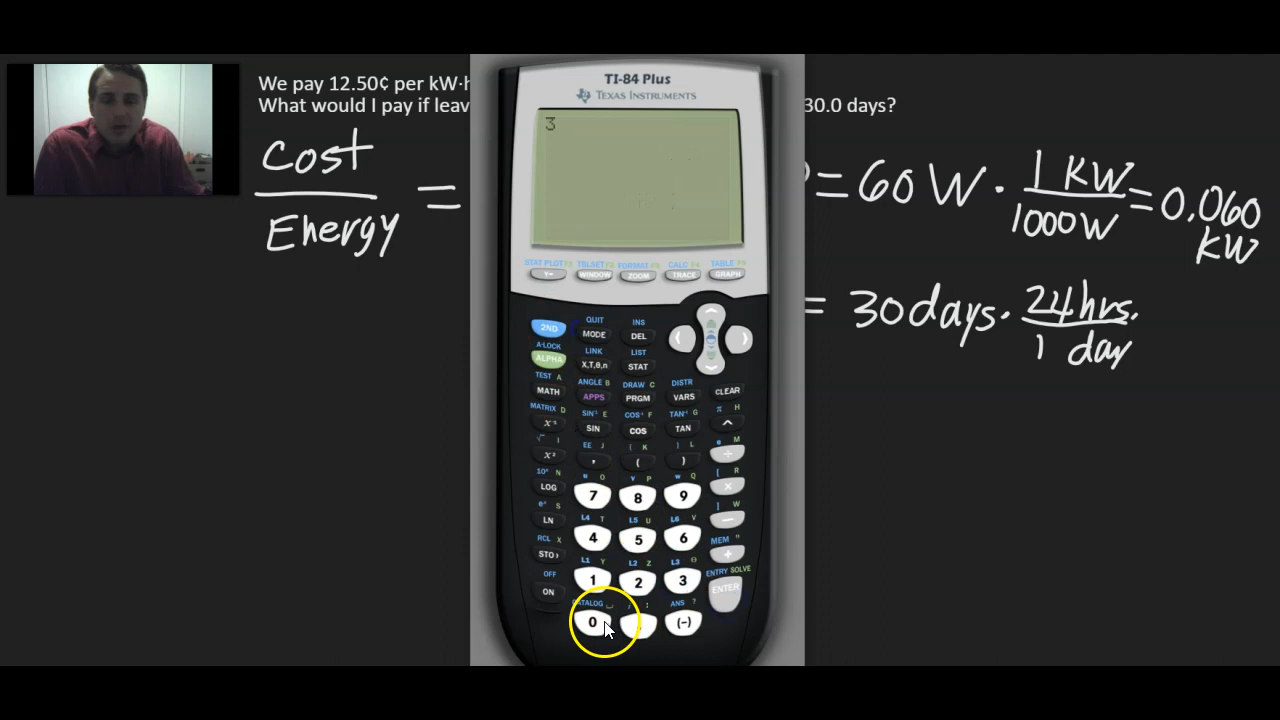 We pay 12.50¢ per kW·h
What would I pay if leav 30.0 days?
Cost
Energy
=
= 60 W · 1 KW
1000W
= 0.060
KW
= 30 days · 24 hrs.
1 day
TI-84 Plus
TEXAS INSTRUMENTS
3
STAT PLOT F1 TBLSET F2 FORMAT F3 CALC F4 TABLE F5
Y= WINDOW ZOOM TRACE GRAPH
QUIT INS
2ND MODE DEL
A-LOCK LINK LIST
ALPHA X,T,θ,n STAT
TEST A ANGLE B DRAW C DISTR
MATH APPS PRGM VARS CLEAR
MATRIX D SIN⁻¹ E COS⁻¹ F TAN⁻¹ G π H
X⁻¹ SIN COS TAN ^
√ I EE J { K } L e M
X² , ( ) ÷
10ˣ N u O v P w Q [ R
LOG 7 8 9 ×
eˣ S L4 T L5 U L6 V ] W
LN 4 5 6 −
RCL X L1 Y L2 Z L3 θ MEM "
STO› 1 2 3 +
OFF CATALOG : ANS ? ENTRY SOLVE
ON 0 (−) ENTER